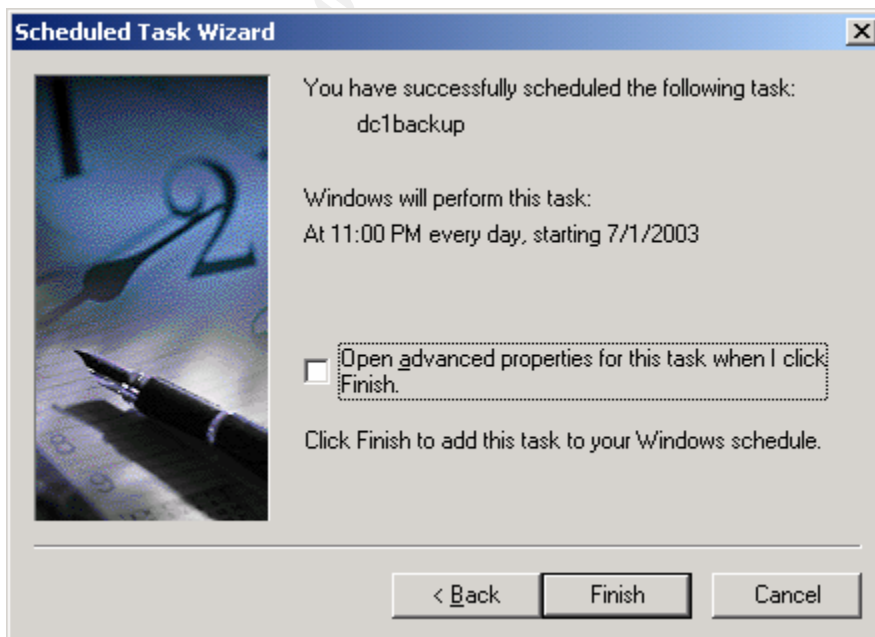 Scheduled Task Wizard
You have successfully scheduled the following task:
dc1backup
Windows will perform this task:
At 11:00 PM every day, starting 7/1/2003
Open advanced properties for this task when I click
Finish.
Click Finish to add this task to your Windows schedule.
< Back
Finish
Cancel